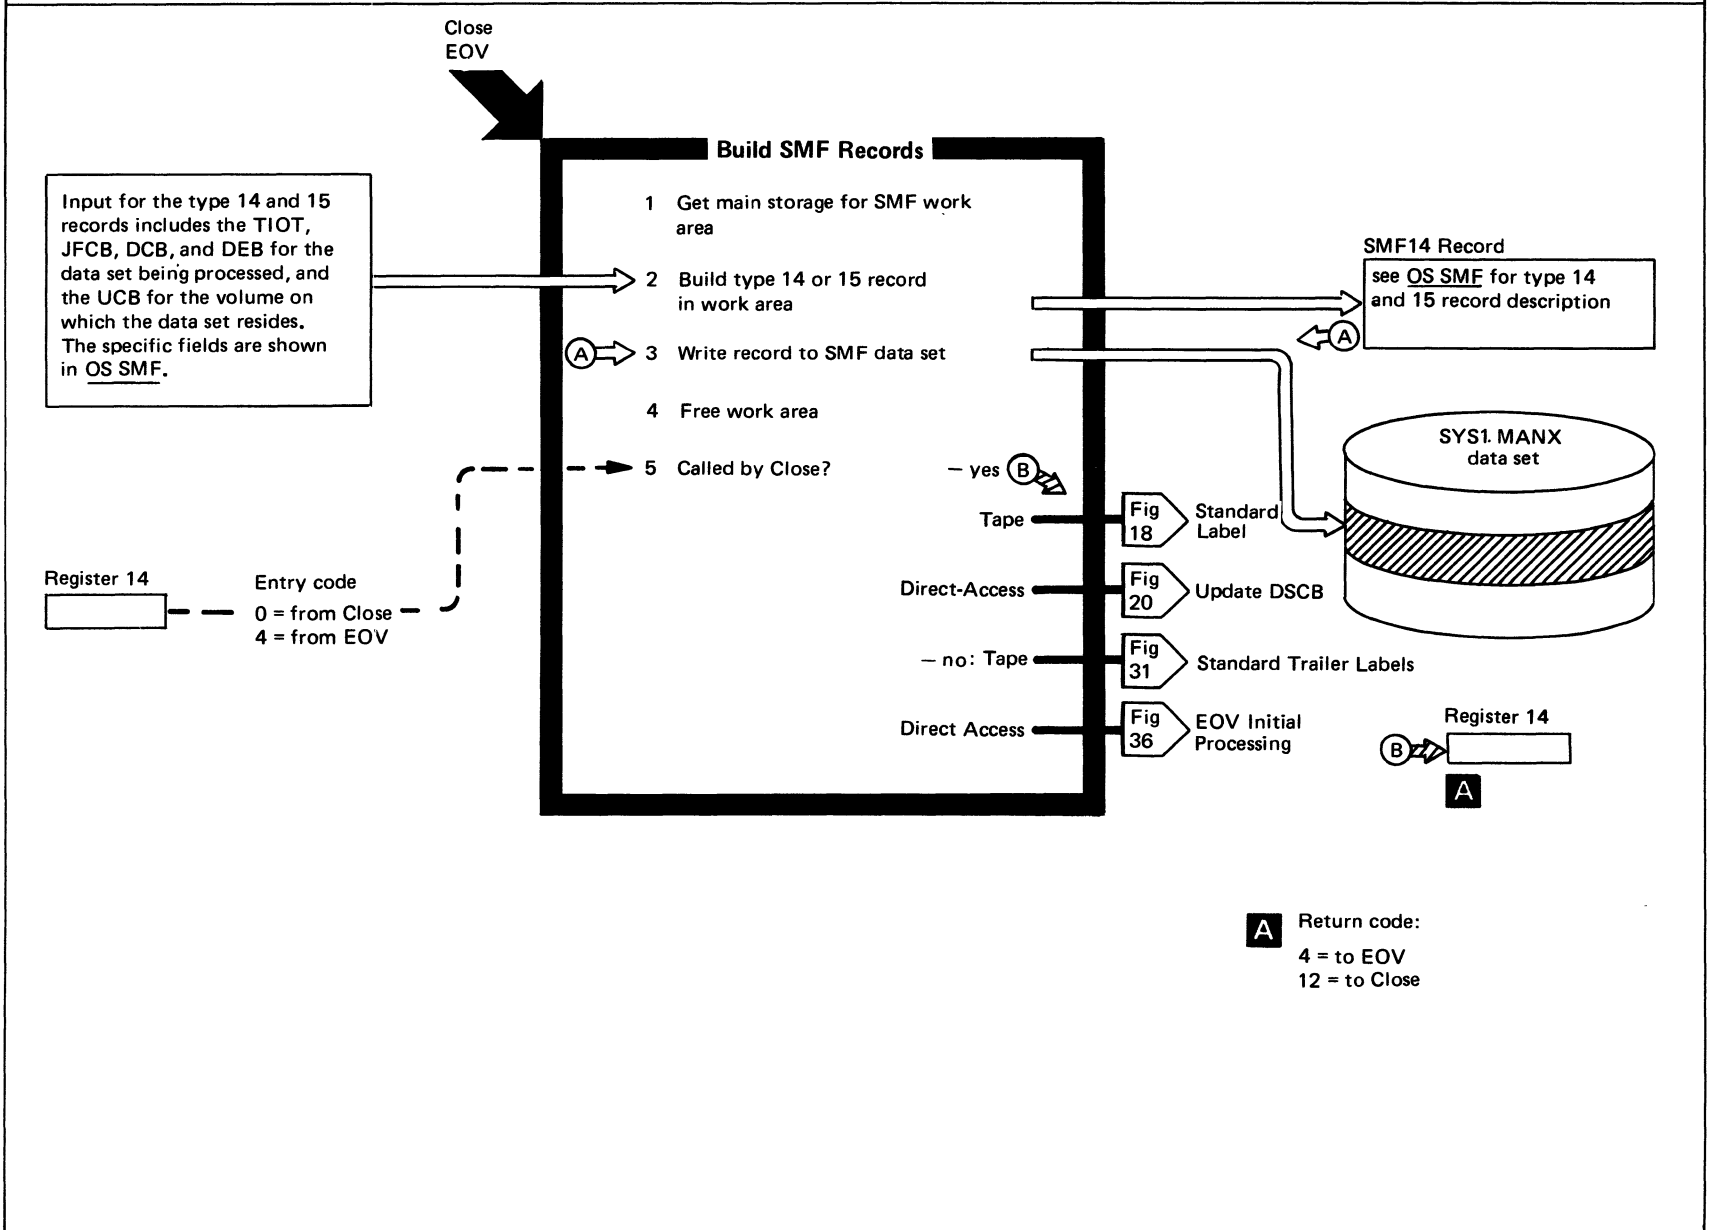 Close
EOV
Build SMF Records
Input for the type 14 and 15
records includes the TIOT,
JFCB, DCB, and DEB for the
data set being processed, and
the UCB for the volume on
which the data set resides.
The specific fields are shown
in OS SMF.
1 Get main storage for SMF work
area
2 Build type 14 or 15 record
in work area
A 3 Write record to SMF data set
4 Free work area
5 Called by Close? – yes B
SMF14 Record
see OS SMF for type 14
and 15 record description
A
SYS1.MANX
data set
Tape Fig 18 Standard
Label
Direct-Access Fig 20 Update DSCB
– no: Tape Fig 31 Standard Trailer Labels
Direct Access Fig 36 EOV Initial
Processing
Register 14
Entry code
0 = from Close
4 = from EOV
Register 14
B
A
A Return code:
4 = to EOV
12 = to Close